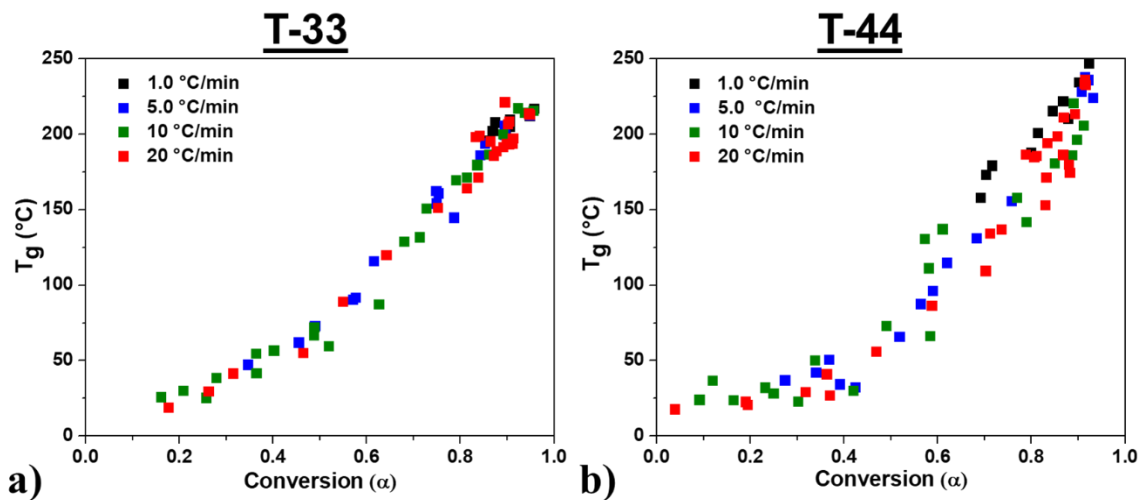 T-33
250
200
150
100
50
0
Tg (°C)
1.0 °C/min
5.0 °C/min
10 °C/min
20 °C/min
0.0 0.2 0.4 0.6 0.8 1.0
Conversion (α)
a)
T-44
250
200
150
100
50
0
Tg (°C)
1.0 °C/min
5.0 °C/min
10 °C/min
20 °C/min
0.0 0.2 0.4 0.6 0.8 1.0
Conversion (α)
b)